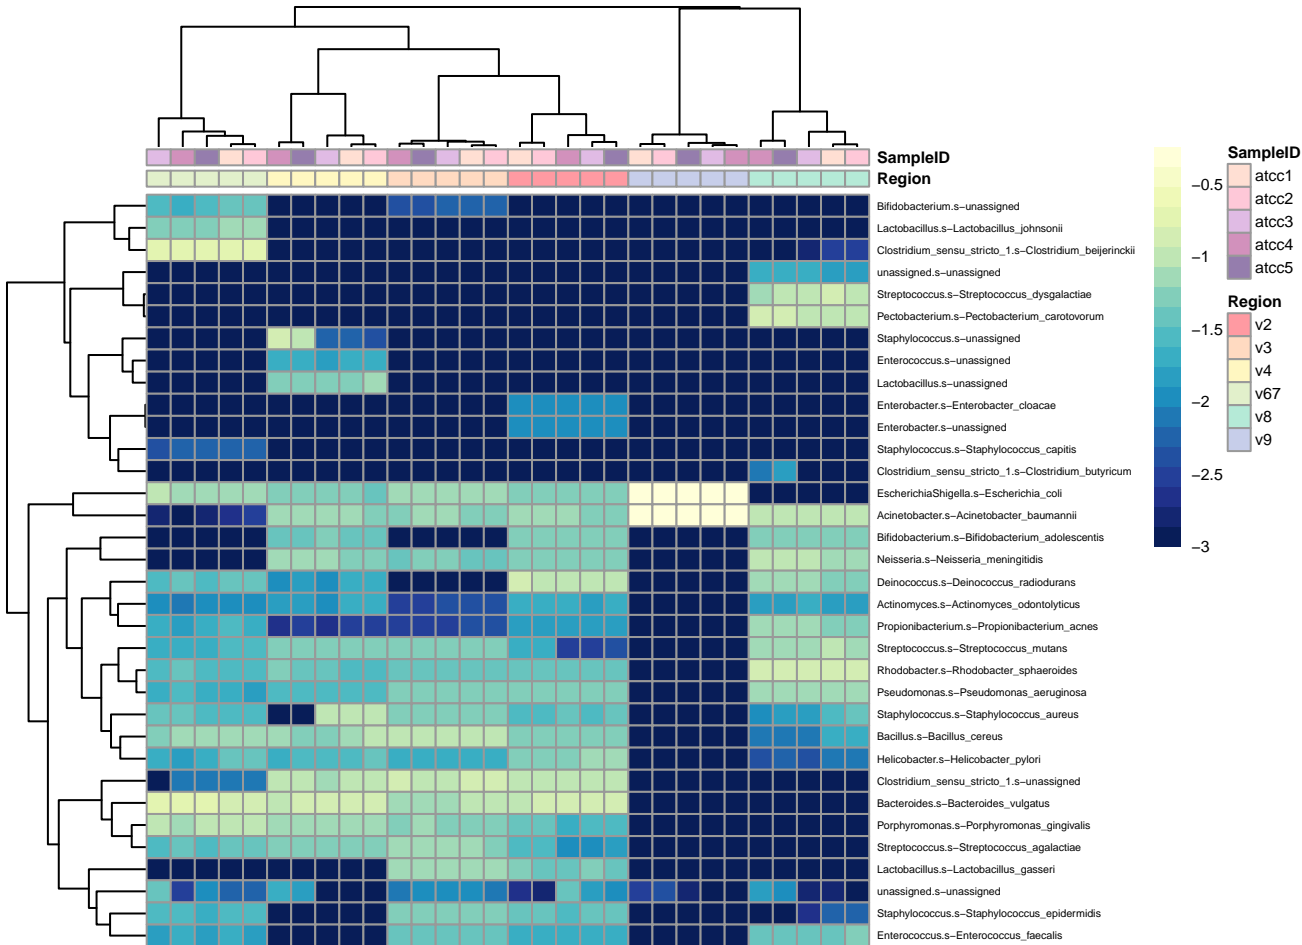 SampleID
Region
Bifidobacterium.s−unassigned
Lactobacillus.s−Lactobacillus_johnsonii
Clostridium_sensu_stricto_1.s−Clostridium_beijerinckii
unassigned.s−unassigned
Streptococcus.s−Streptococcus_dysgalactiae
Pectobacterium.s−Pectobacterium_carotovorum
Staphylococcus.s−unassigned
Enterococcus.s−unassigned
Lactobacillus.s−unassigned
Enterobacter.s−Enterobacter_cloacae
Enterobacter.s−unassigned
Staphylococcus.s−Staphylococcus_capitis
Clostridium_sensu_stricto_1.s−Clostridium_butyricum
EscherichiaShigella.s−Escherichia_coli
Acinetobacter.s−Acinetobacter_baumannii
Bifidobacterium.s−Bifidobacterium_adolescentis
Neisseria.s−Neisseria_meningitidis
Deinococcus.s−Deinococcus_radiodurans
Actinomyces.s−Actinomyces_odontolyticus
Propionibacterium.s−Propionibacterium_acnes
Streptococcus.s−Streptococcus_mutans
Rhodobacter.s−Rhodobacter_sphaeroides
Pseudomonas.s−Pseudomonas_aeruginosa
Staphylococcus.s−Staphylococcus_aureus
Bacillus.s−Bacillus_cereus
Helicobacter.s−Helicobacter_pylori
Clostridium_sensu_stricto_1.s−unassigned
Bacteroides.s−Bacteroides_vulgatus
Porphyromonas.s−Porphyromonas_gingivalis
Streptococcus.s−Streptococcus_agalactiae
Lactobacillus.s−Lactobacillus_gasseri
unassigned.s−unassigned
Staphylococcus.s−Staphylococcus_epidermidis
Enterococcus.s−Enterococcus_faecalis
−0.5
−1
−1.5
−2
−2.5
−3
SampleID
atcc1
atcc2
atcc3
atcc4
atcc5
Region
v2
v3
v4
v67
v8
v9